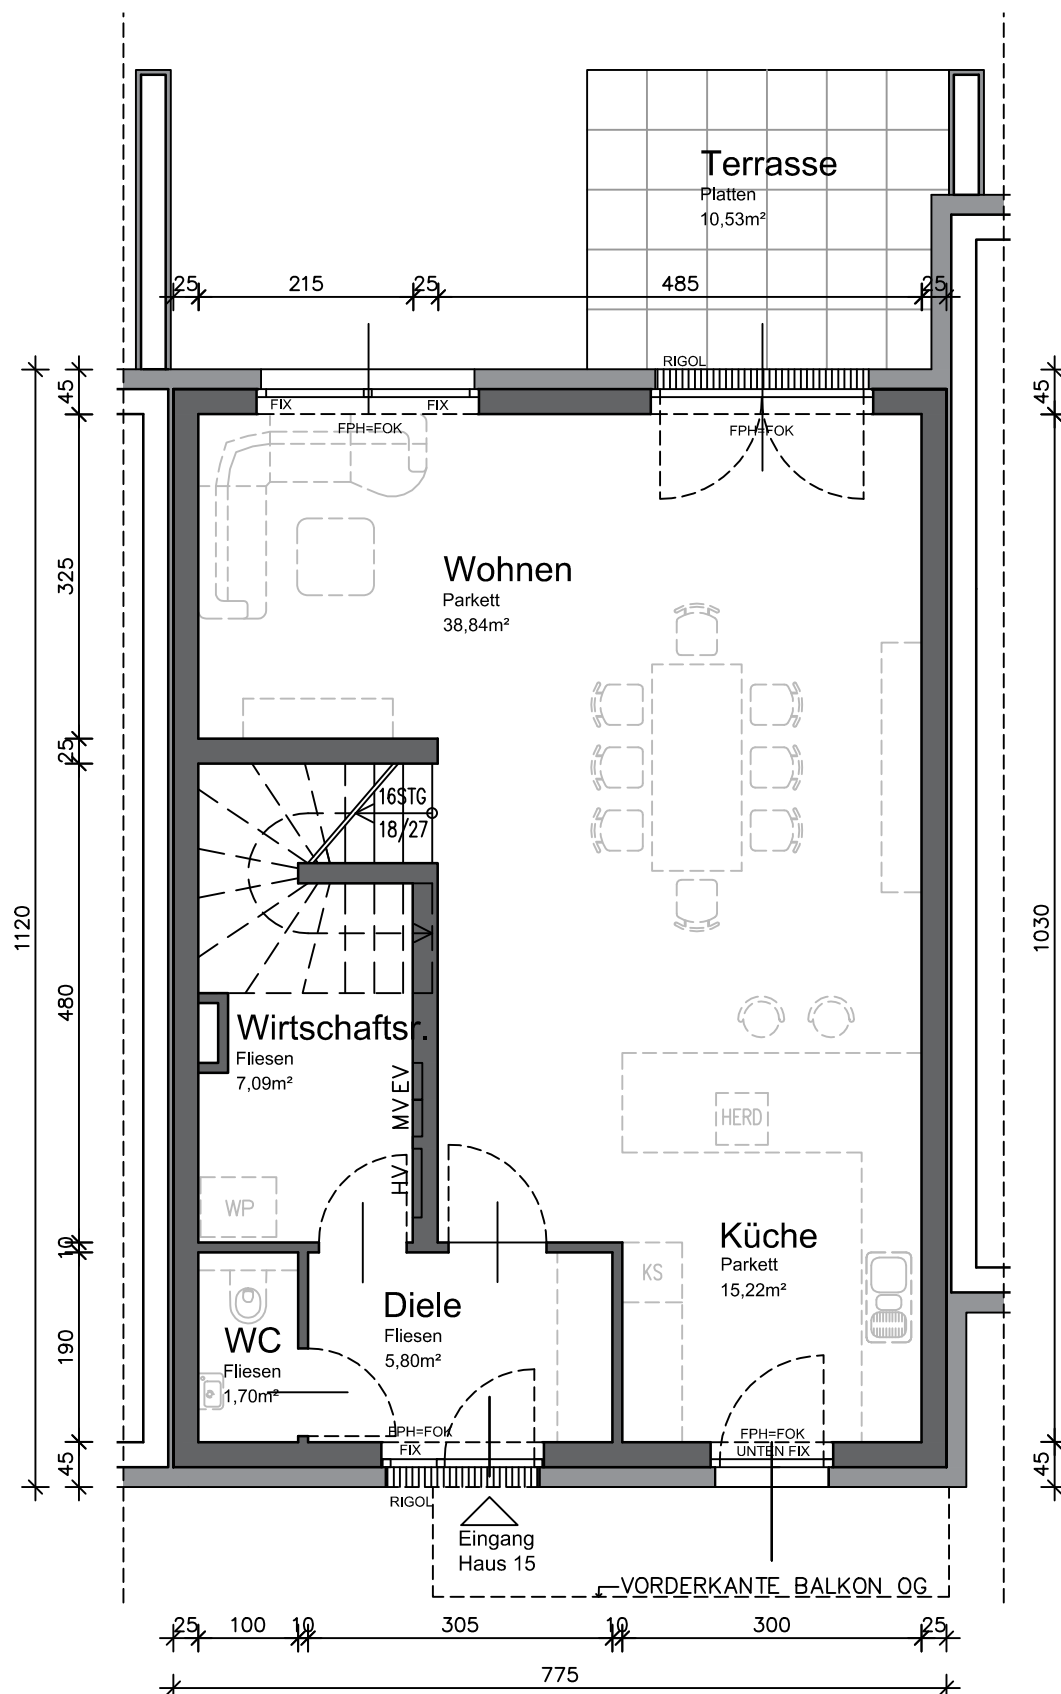 Terrasse
Platten
10,53m²
25
215
25
485
25
RIGOL
45
45
FIX
FIX
FPH=FOK
FPH=FOK
325
Wohnen
Parkett
38,84m²
25
16STG
18/27
1120
1030
480
Wirtschaftsr.
Fliesen
7,09m²
EV
MV
HV
HERD
WP
10
Küche
Parkett
15,22m²
KS
Diele
Fliesen
5,80m²
190
WC
Fliesen
1,70m²
FPH=FOK
FIX
FPH=FOK
UNTEN FIX
45
45
RIGOL
Eingang
Haus 15
VORDERKANTE BALKON OG
25
100
10
305
10
300
25
775